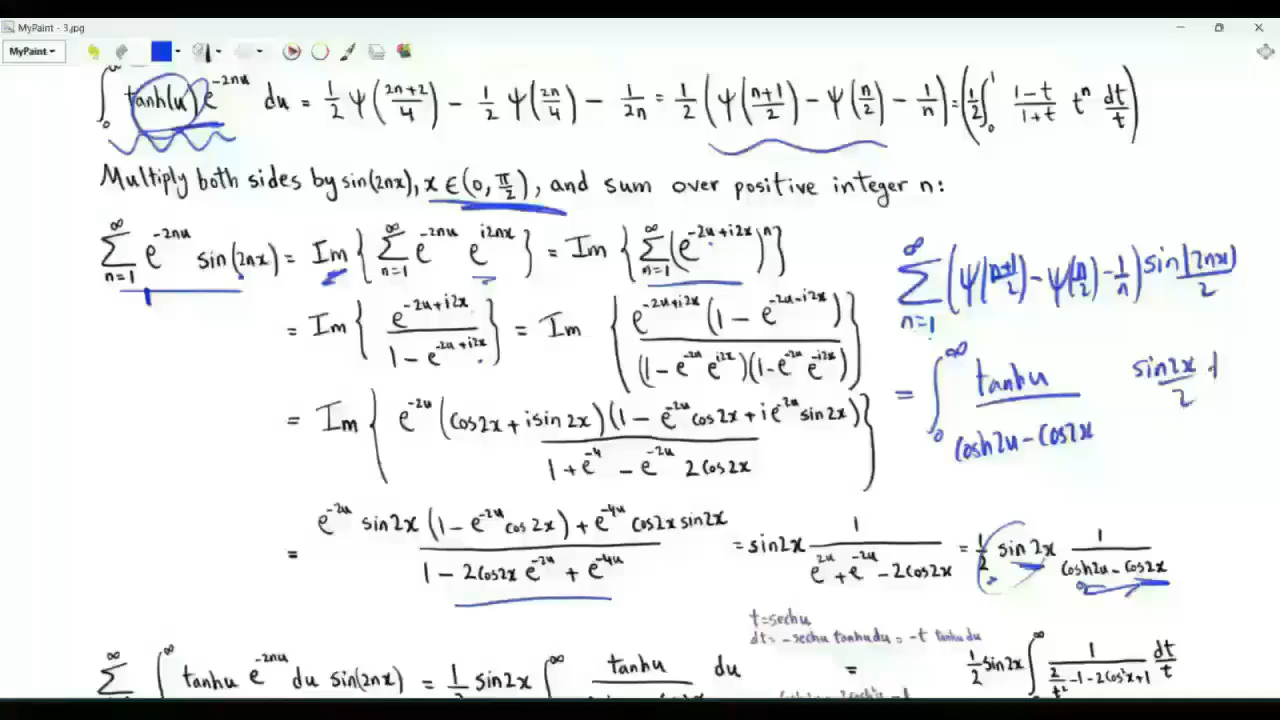 MyPaint - 3.jpg
MyPaint
∫₀^∞ tanh(u) e^{-2nu} du = 1/2 ψ((2n+2)/4) - 1/2 ψ(2n/4) - 1/2n = 1/2 (ψ((n+1)/2) - ψ(n/2) - 1/n) = (1/2 ∫₀¹ (1-t)/(1+t) tⁿ dt/t)
Multiply both sides by sin(2nx), x ∈ (0, π/2), and sum over positive integer n:
∑_{n=1}^∞ e^{-2nu} sin(2nx) = Im { ∑_{n=1}^∞ e^{-2nu} e^{i2nx} } = Im { ∑_{n=1}^∞ (e^{-2u+i2x})ⁿ }
= Im { e^{-2u+i2x} / (1 - e^{-2u+i2x}) } = Im { e^{-2u+i2x} (1 - e^{-2u-i2x}) / ((1 - e^{-2u} e^{i2x})(1 - e^{-2u} e^{-i2x})) }
= Im { e^{-2u} (cos2x + isin2x)(1 - e^{-2u} cos2x + ie^{-2u} sin2x) / (1 + e^{-4} - e^{-2u} 2cos2x) }
= (e^{-2u} sin2x (1 - e^{-2u} cos2x) + e^{-4u} cos2x sin2x) / (1 - 2cos2x e^{-2u} + e^{-4u}) = sin2x 1/(e^{2u} + e^{-2u} - 2cos2x) = 1/2 sin2x 1/(cosh2u - cos2x)
∑_{n=1}^∞ (ψ((n+1)/2) - ψ(n/2) - 1/n) sin(2nx)/2
= ∫₀^∞ tanhu / (cosh2u - cos2x) sin2x/2
t = sechu
dt = -sechu tanhu du = -t tanhu du
∑^∞ ∫^∞ tanhu e^{-2nu} du sin(2nx) = 1/2 sin2x ∫^∞ tanhu du = 1/2 sin2x ∫₀^∞ 1/(2/t² - 1 - 2cos²x + 1) dt/t